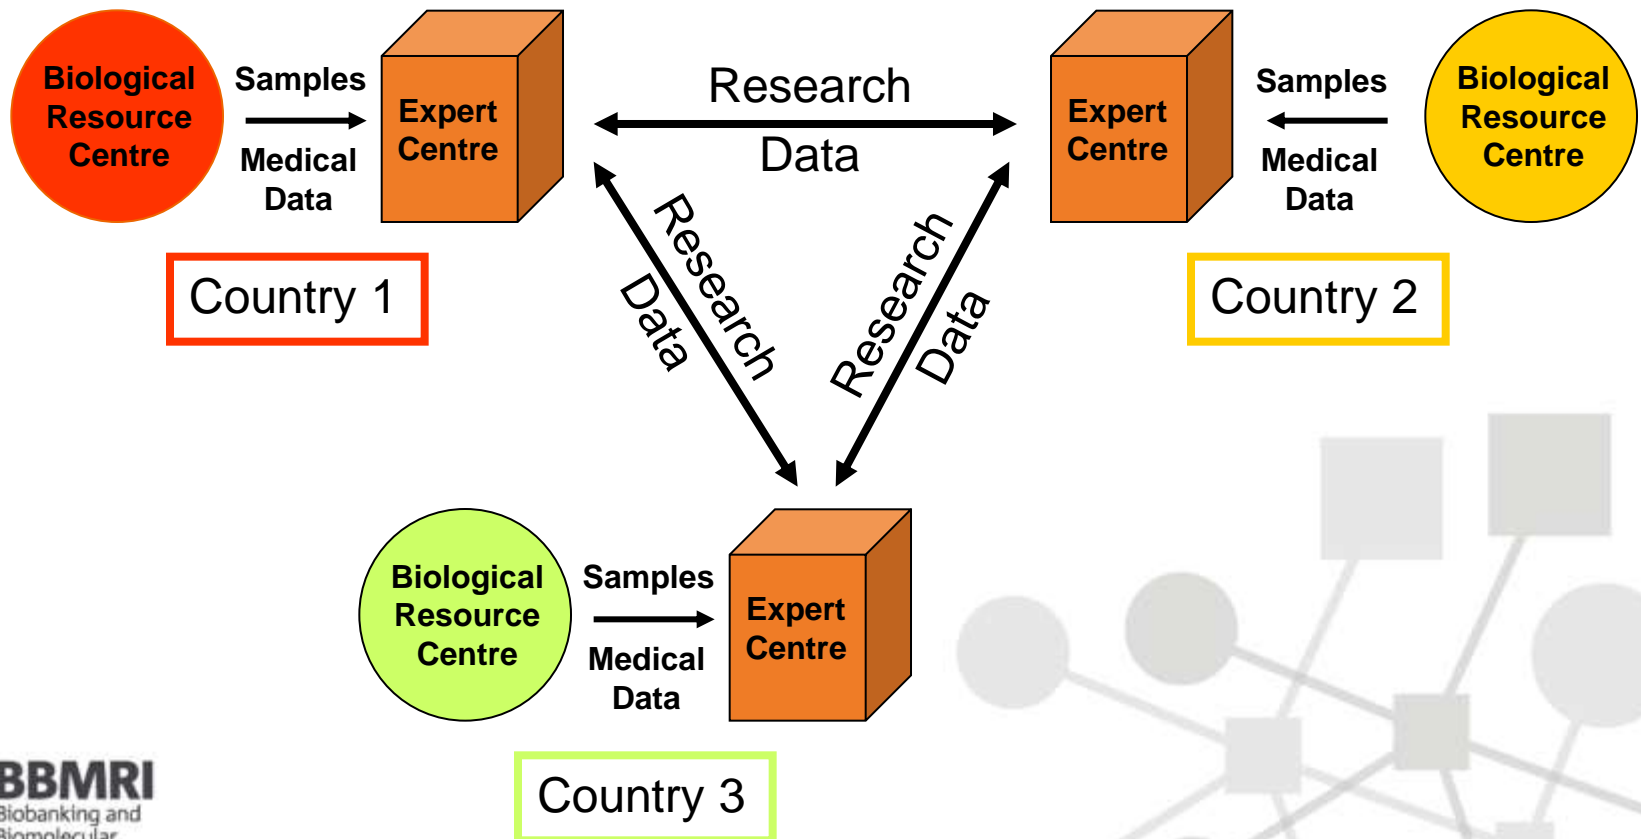 Biological
Resource
Centre
Samples
Medical
Data
Expert
Centre
Research
Data
Expert
Centre
Samples
Medical
Data
Biological
Resource
Centre
Country 1
Research
Data
Research
Data
Country 2
Biological
Resource
Centre
Samples
Medical
Data
Expert
Centre
Country 3
BBMRI
Biobanking and
Biomolecular